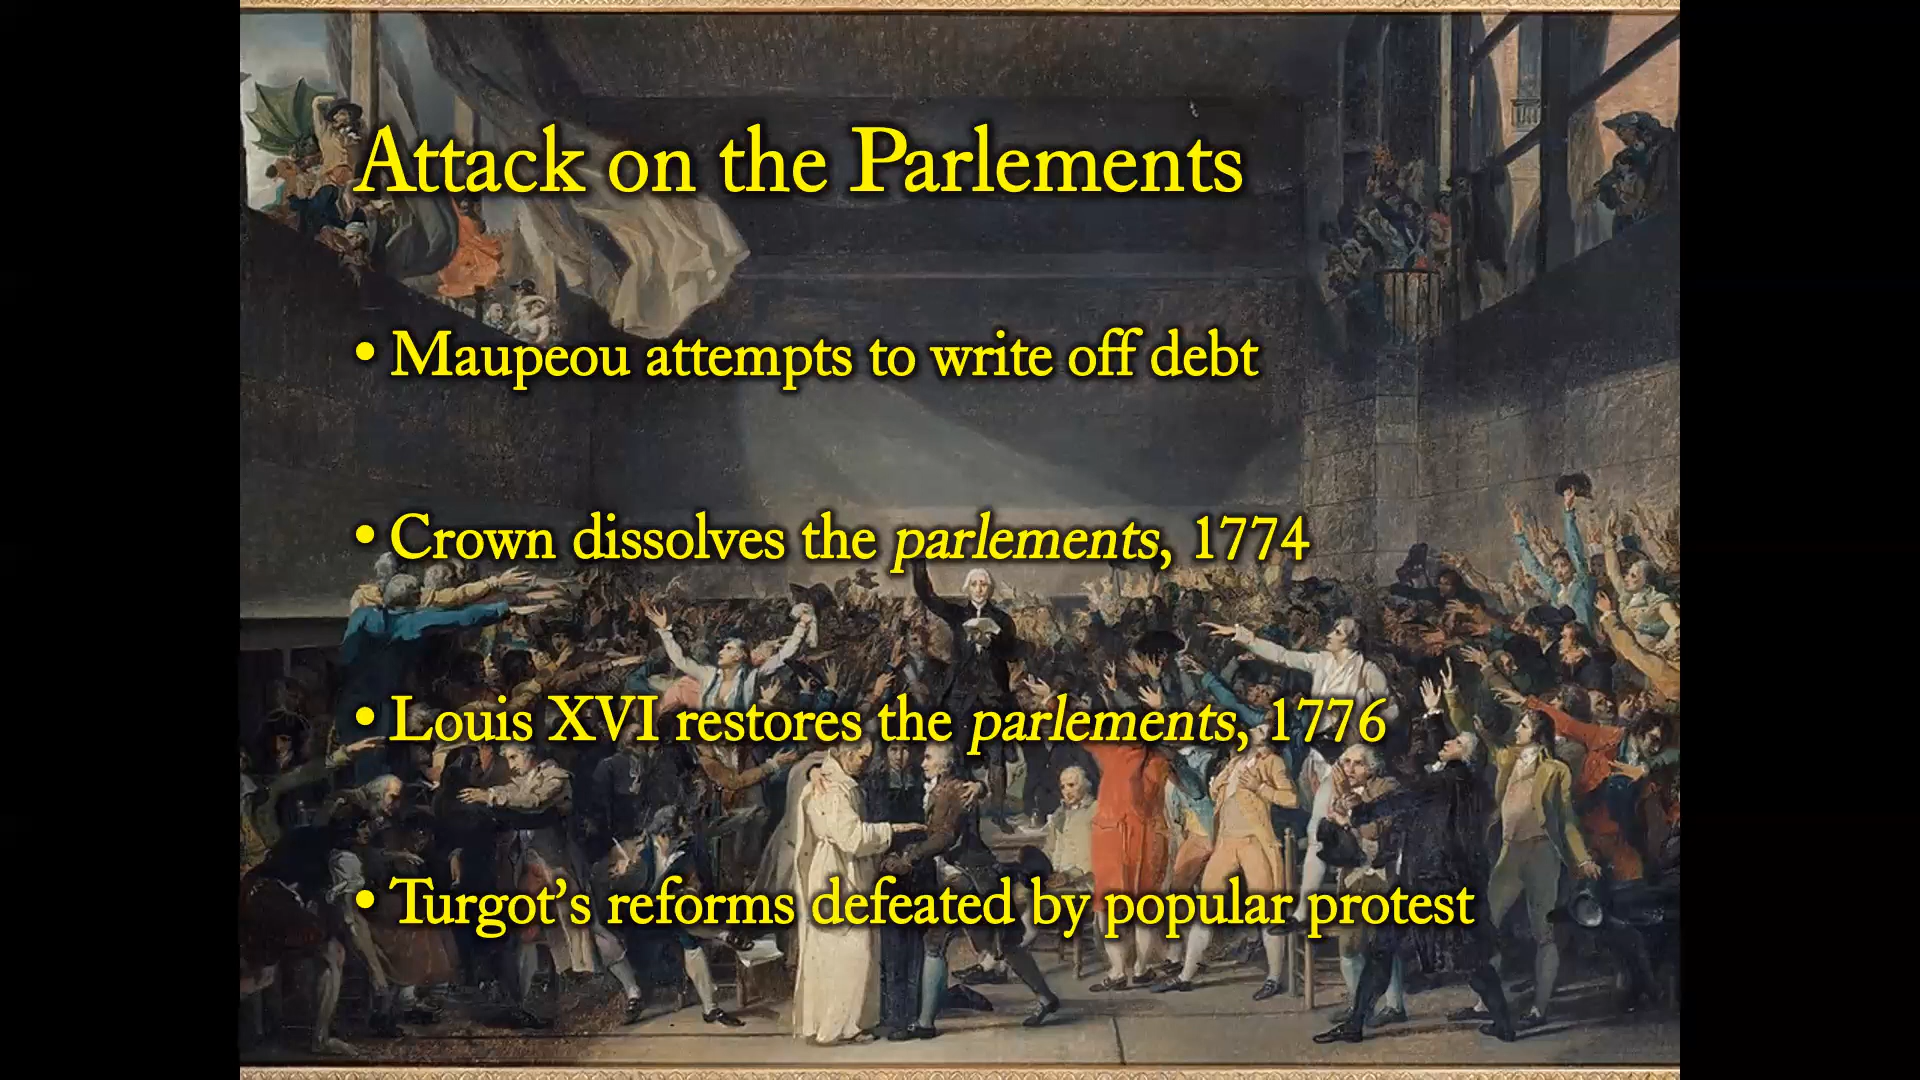 Attack on the Parlements
• Maupeou attempts to write off debt
• Crown dissolves the parlements, 1774
• Louis XVI restores the parlements, 1776
• Turgot’s reforms defeated by popular protest